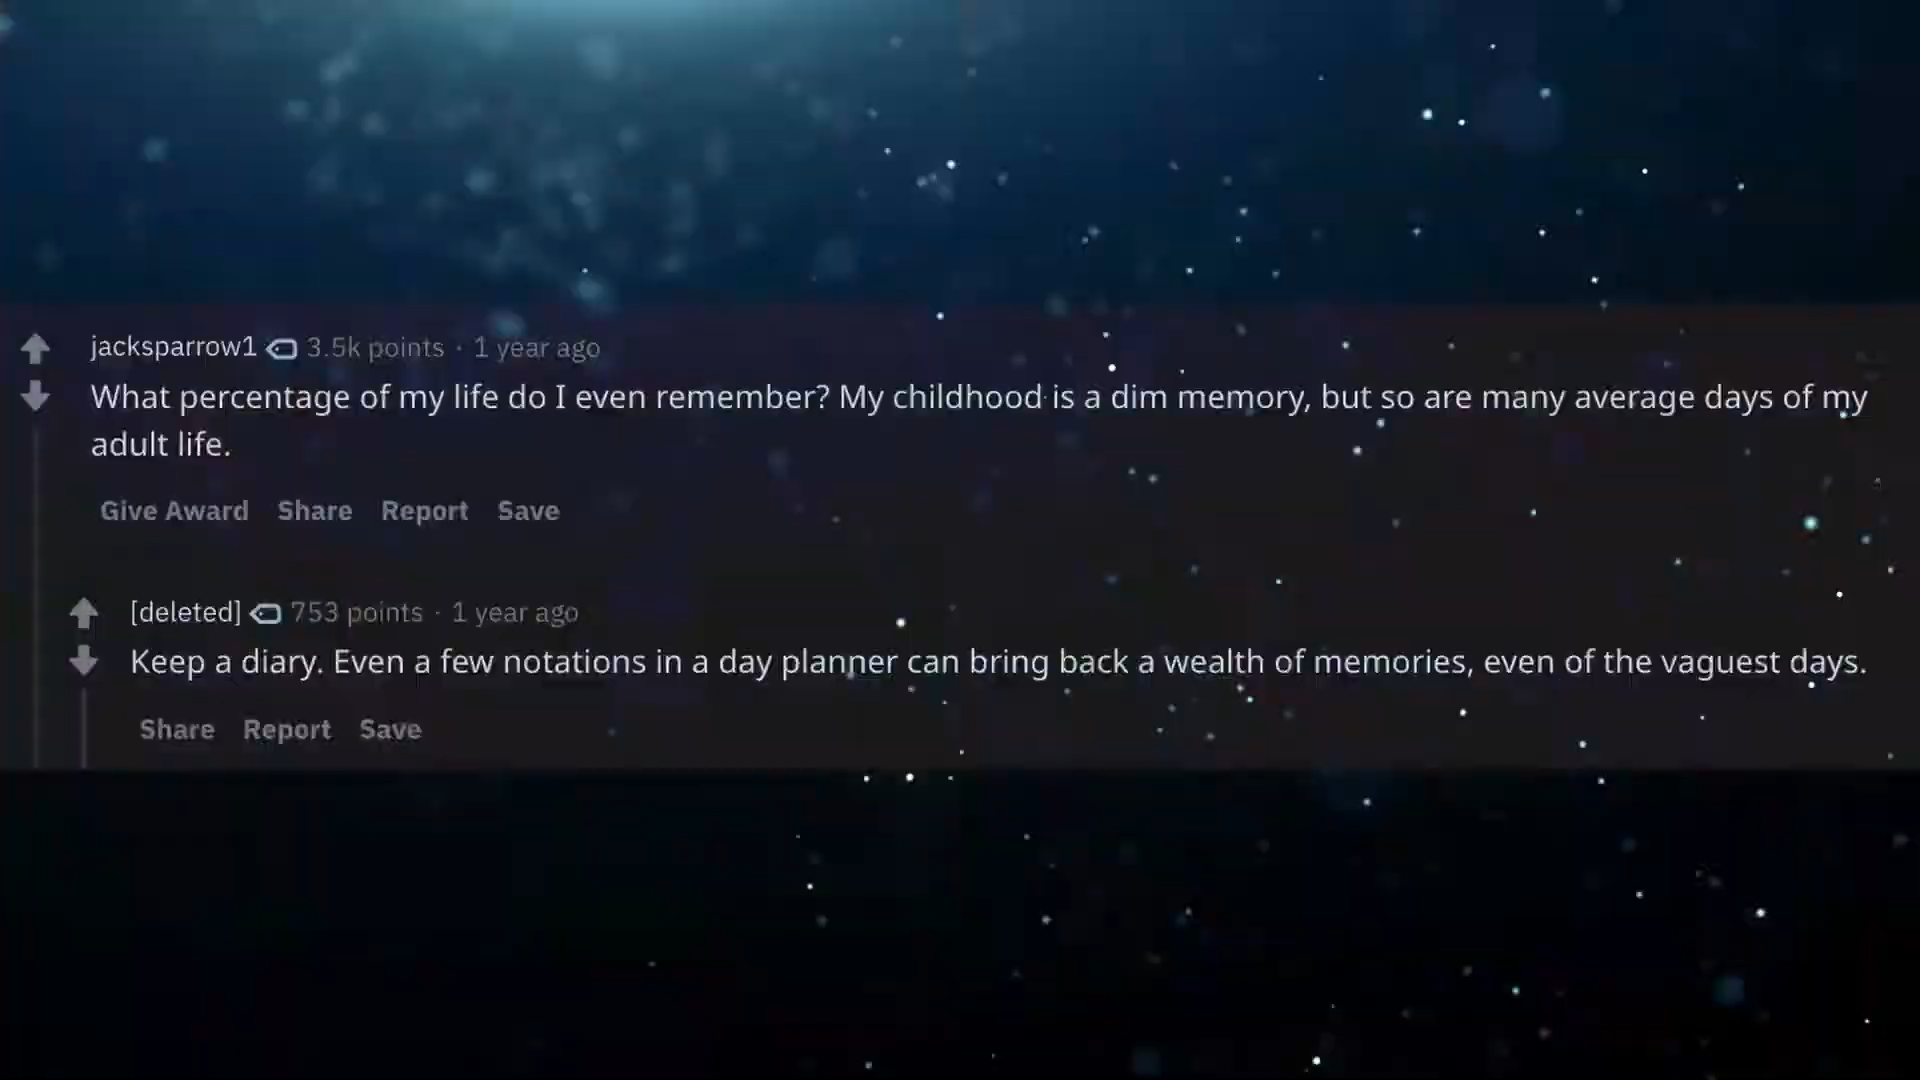 jacksparrow1 3.5k points · 1 year ago
What percentage of my life do I even remember? My childhood is a dim memory, but so are many average days of my
adult life.
Give Award Share Report Save
[deleted] 753 points · 1 year ago
Keep a diary. Even a few notations in a day planner can bring back a wealth of memories, even of the vaguest days.
Share Report Save